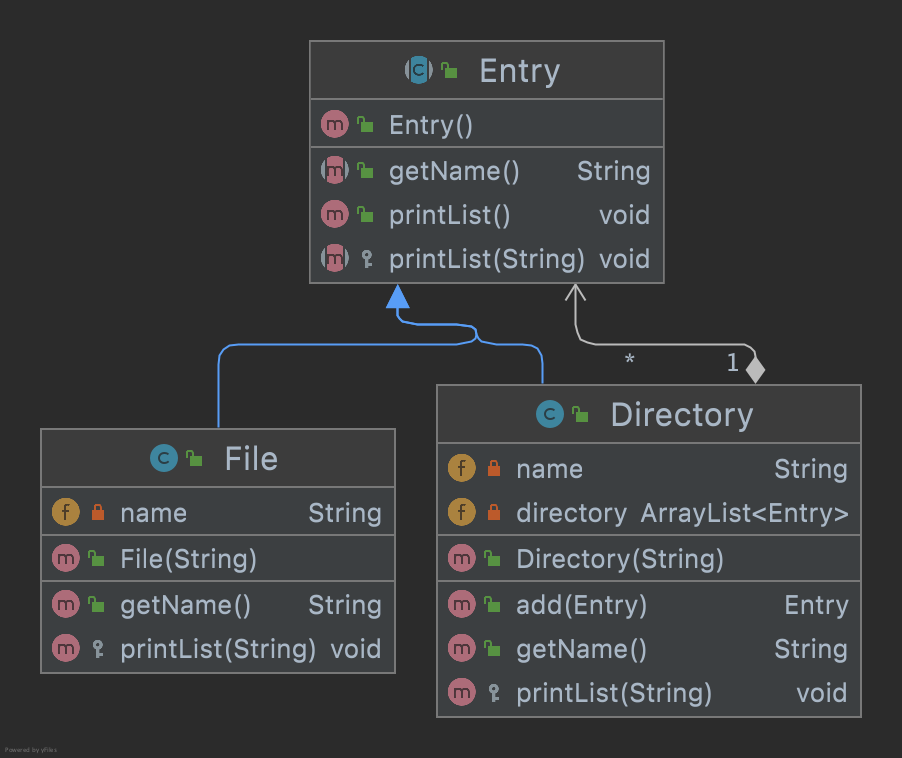 Entry
Entry()
getName() String
printList() void
printList(String) void
* 1
File
name String
File(String)
getName() String
printList(String) void
Directory
name String
directory ArrayList<Entry>
Directory(String)
add(Entry) Entry
getName() String
printList(String) void
Powered by yFiles